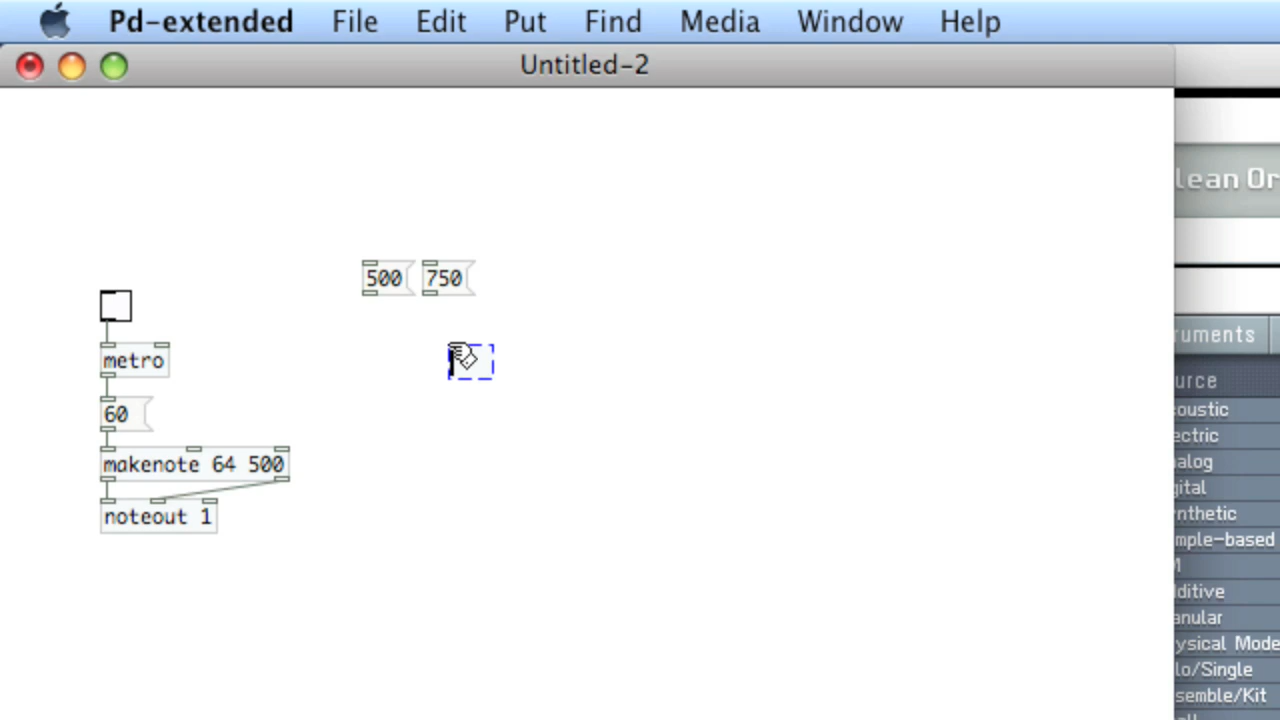 Pd-extended File Edit Put Find Media Window Help
Untitled-2
lean Or
500 750
ruments
metro
urce
oustic
60
ectric
alog
makenote 64 500
gital
nthetic
noteout 1
mple-based
dditive
anular
ysical Mode
lo/Single
semble/Kit